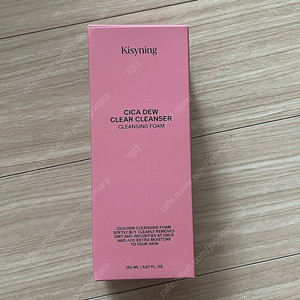 Kisyning
CICA DEW
CLEAR CLEANSER
CLEANSING FOAM
CICA DEW CLEANSING FOAM
SOFTLY BUT CLEARLY REMOVES
DIRT AND IMPURITIES AT ONCE
AND ADD EXTRA MOISTURE
TO YOUR SKIN
150 ML / 5.07 FL. OZ.